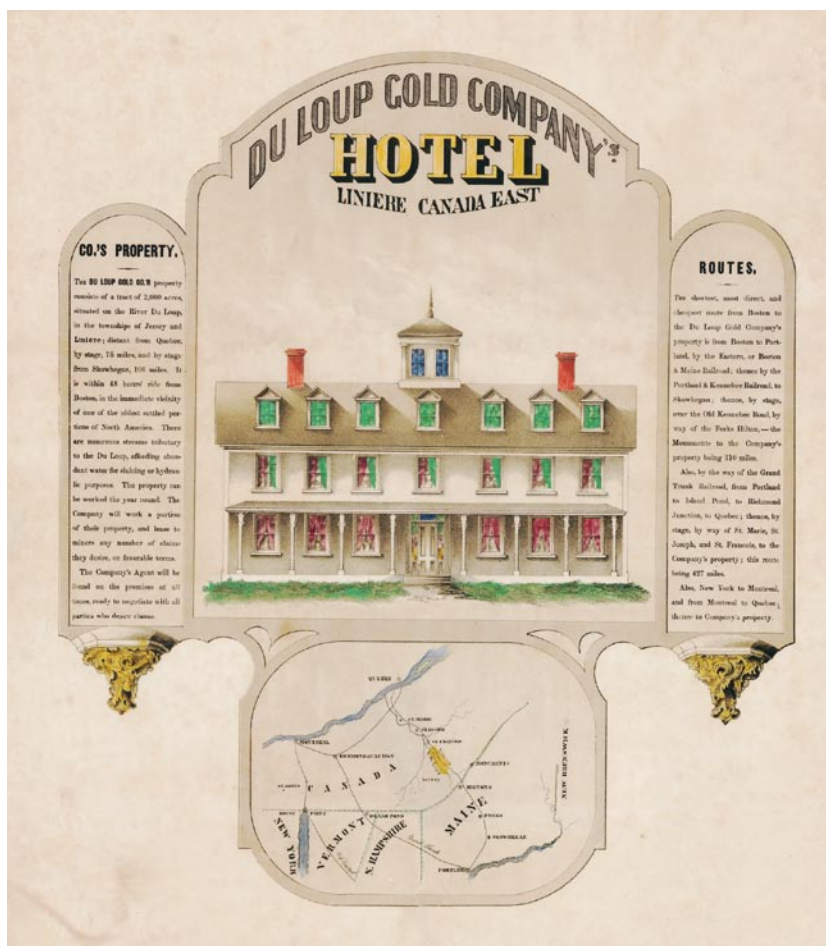 DU LOUP GOLD COMPANY'S
HOTEL
LINIERE CANADA EAST
CO.'S PROPERTY.
THE DU LOUP GOLD CO.'S property
consists of a tract of 2,000 acres,
situated on the River Du Loup,
in the townships of Jersey and
Liniere; distant from Quebec,
by stage, 75 miles, and by stage
from Skowhegan, 106 miles. It
is within 48 hours' ride from
Boston, in the immediate vicinity
of one of the oldest settled por-
tions of North America. There
are numerous streams tributary
to the Du Loup, affording abun-
dant water for sluicing or hydrau-
lic purposes. The property can
be worked the year round. The
Company will work a portion
of their property, and lease to
miners any number of claims
they desire, on favorable terms.
The Company's Agent will be
found on the premises at all
times, ready to negotiate with all
parties who desire claims.
ROUTES.
THE shortest, most direct, and
cheapest route from Boston to
the Du Loup Gold Company's
property is from Boston to Port-
land, by the Eastern, or Boston
& Maine Railroad; thence by the
Portland & Kennebec Railroad, to
Skowhegan; thence, by stage,
over the Old Kennebec Road, by
way of the Forks Hilton,—the
Monuments to the Company's
property being 316 miles.
Also, by the way of the Grand
Trunk Railroad, from Portland
to Island Pond, to Richmond
Junction, to Quebec; thence, by
stage, by way of St. Marie, St.
Joseph, and St. Francois, to the
Company's property; this route
being 427 miles.
Also, New York to Montreal,
and from Montreal to Quebec;
thence to Company's property.
QUEBEC
MONTREAL
CANADA
ISLAND POND
NEW YORK
VERMONT
N. HAMPSHIRE
MAINE
FORKS
PORTLAND
NEW BRUNSWICK